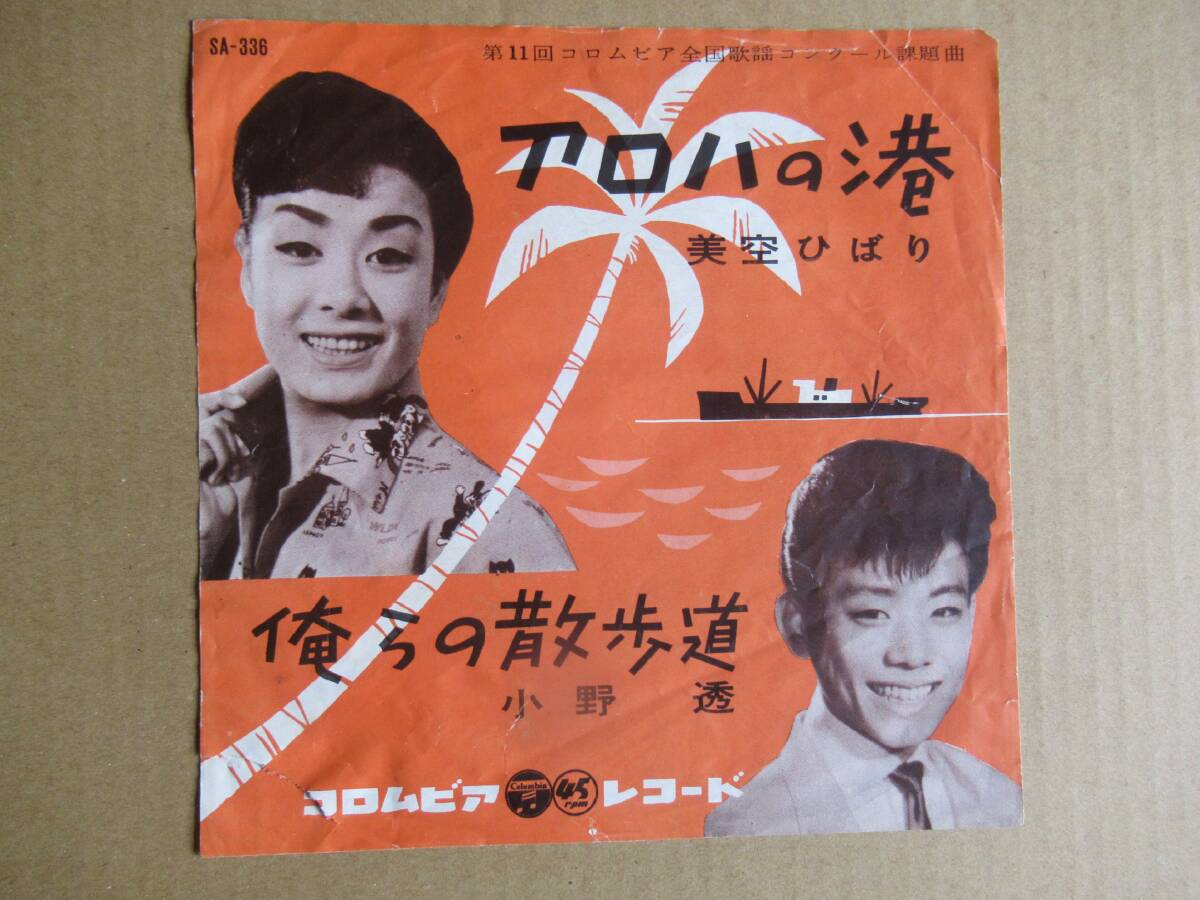 SA-336
第11回コロムビア全国歌謡コンクール課題曲
アロハの港
美空ひばり
俺らの散歩道
小野 透
コロムビア Columbia 45 rpm レコード